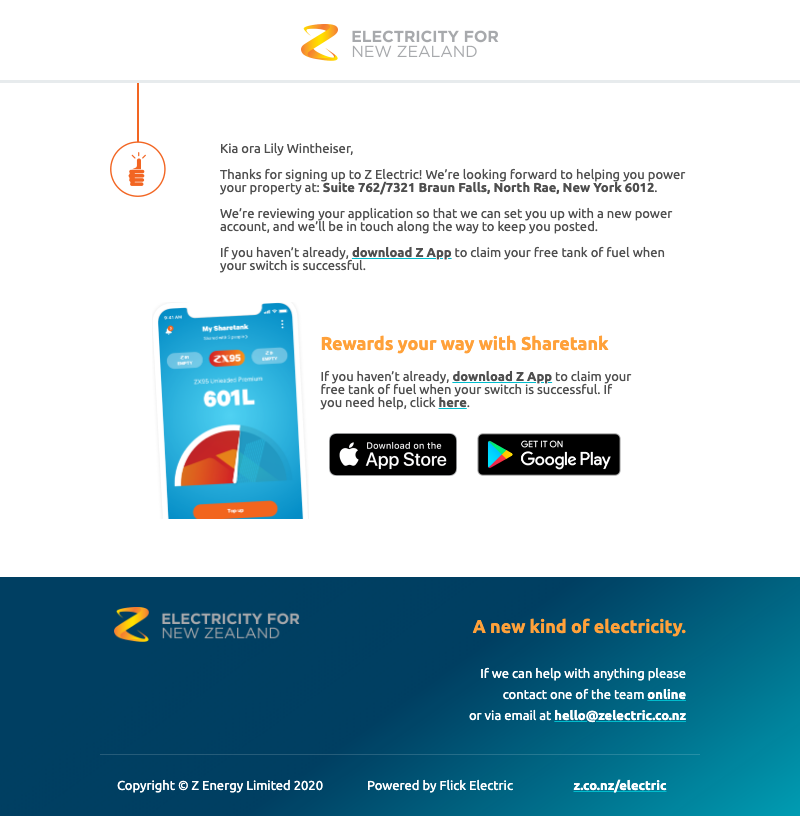 ELECTRICITY FOR
NEW ZEALAND
Kia ora Lily Wintheiser,
Thanks for signing up to Z Electric! We’re looking forward to helping you power
your property at: Suite 762/7321 Braun Falls, North Rae, New York 6012.
We’re reviewing your application so that we can set you up with a new power
account, and we’ll be in touch along the way to keep you posted.
If you haven’t already, download Z App to claim your free tank of fuel when
your switch is successful.
9:41 AM
My Sharetank
ZX95
EMPTY
EMPTY
ZX95 Unleaded Premium
601L
Top up
Rewards your way with Sharetank
If you haven’t already, download Z App to claim your
free tank of fuel when your switch is successful. If
you need help, click here.
Download on the
App Store
GET IT ON
Google Play
ELECTRICITY FOR
NEW ZEALAND
A new kind of electricity.
If we can help with anything please
contact one of the team online
or via email at hello@zelectric.co.nz
Copyright © Z Energy Limited 2020
Powered by Flick Electric
z.co.nz/electric